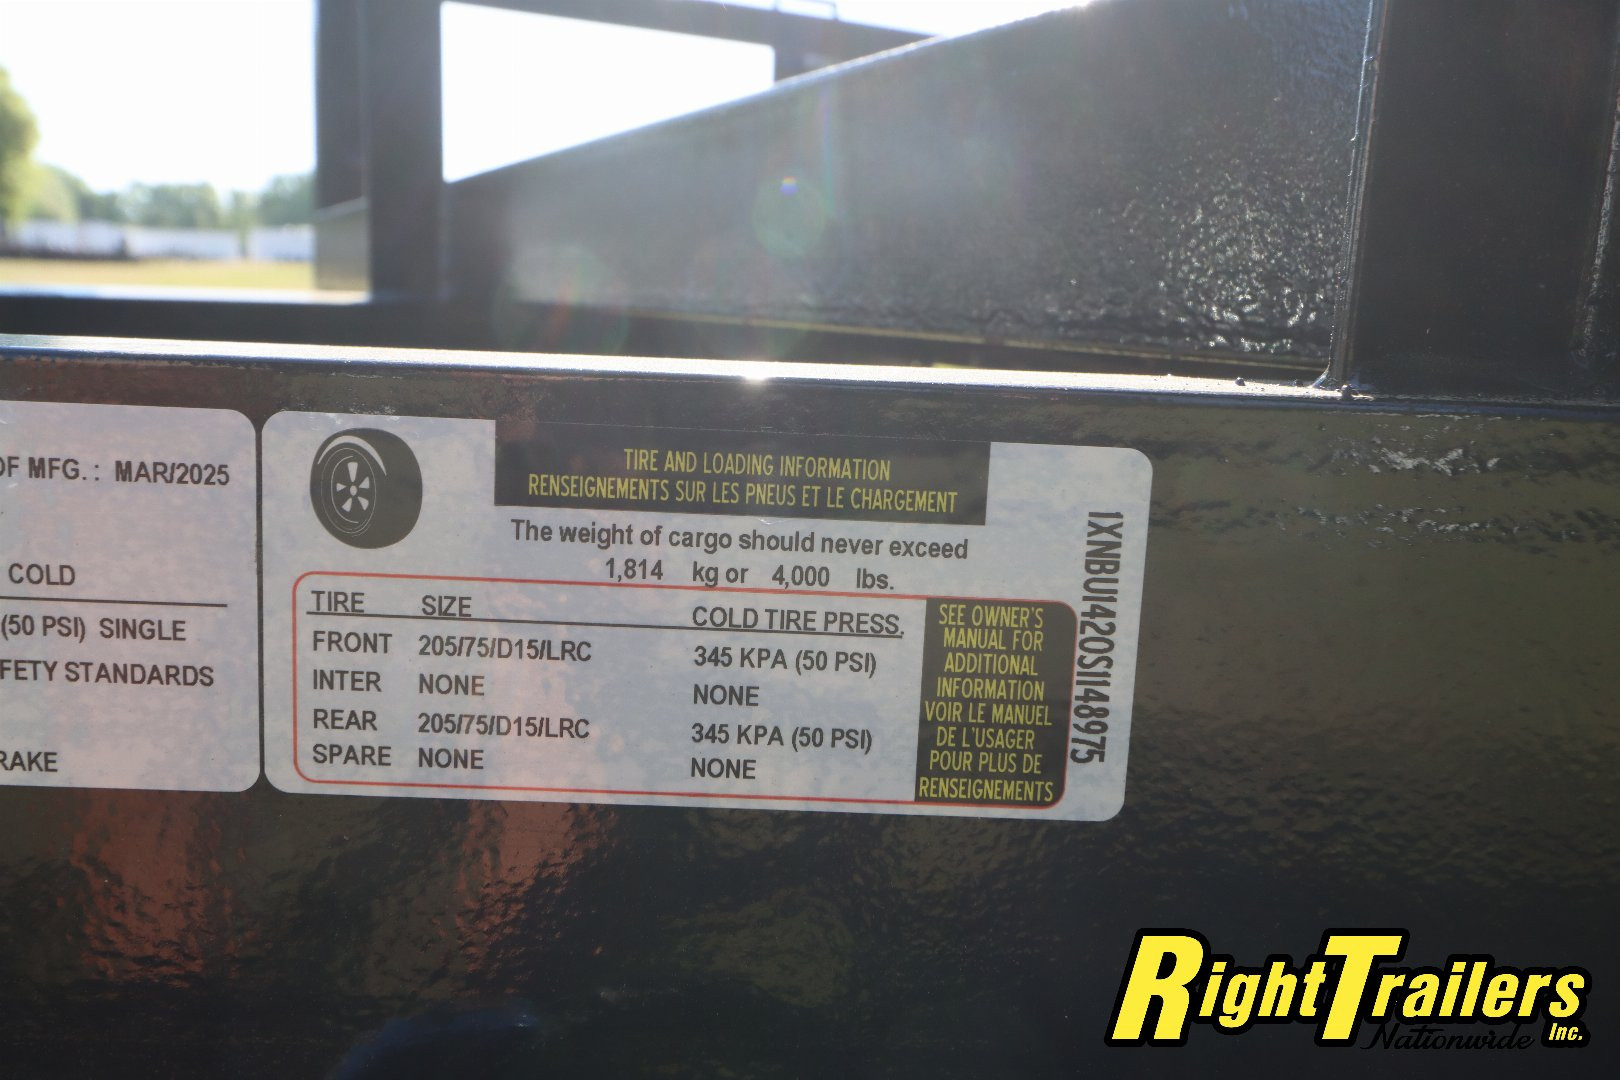 OF MFG. : MAR/2025
COLD
(50 PSI) SINGLE
FETY STANDARDS
RAKE
TIRE AND LOADING INFORMATION
RENSEIGNEMENTS SUR LES PNEUS ET LE CHARGEMENT
The weight of cargo should never exceed
1,814 kg or 4,000 lbs.
TIRE SIZE COLD TIRE PRESS.
FRONT 205/75/D15/LRC 345 KPA (50 PSI)
INTER NONE NONE
REAR 205/75/D15/LRC 345 KPA (50 PSI)
SPARE NONE NONE
SEE OWNER'S
MANUAL FOR
ADDITIONAL
INFORMATION
VOIR LE MANUEL
DE L'USAGER
POUR PLUS DE
RENSEIGNEMENTS
1XNBU1420S1148975
RightTrailers
Nationwide Inc.